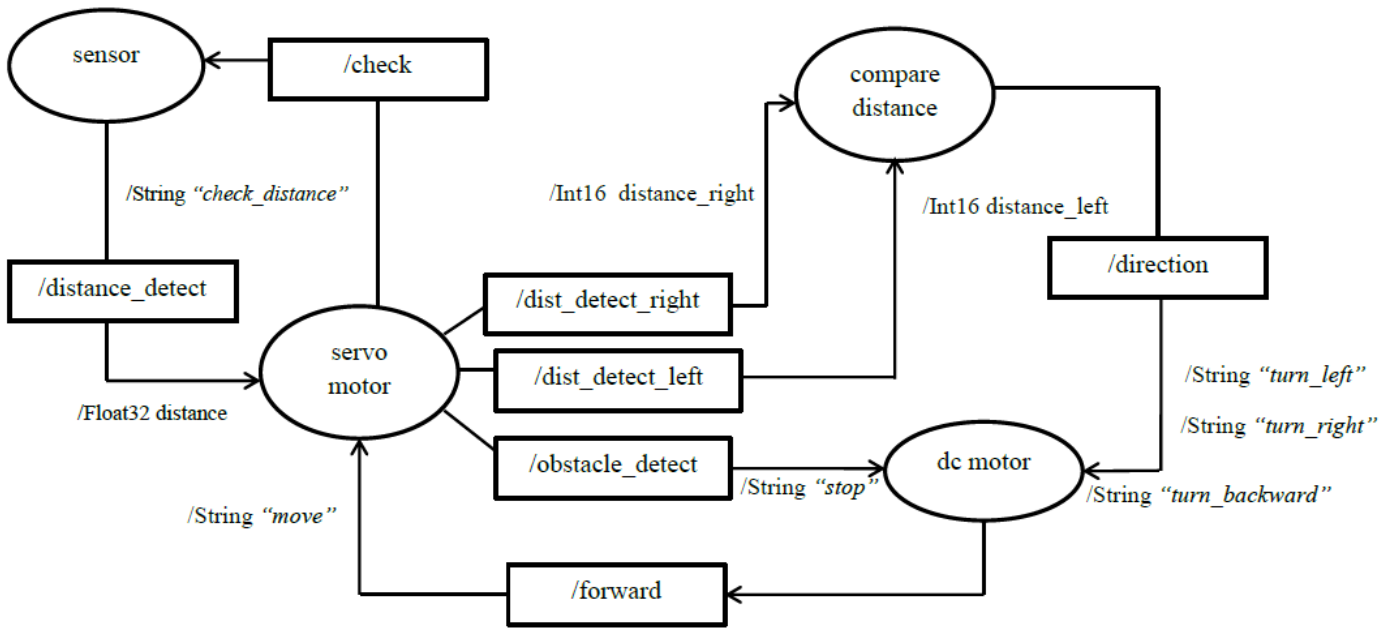 sensor
/check
compare
distance
/String “check_distance”
/Int16 distance_right
/Int16 distance_left
/direction
/distance_detect
/dist_detect_right
servo
motor
/dist_detect_left
/String “turn_left”
/Float32 distance
/String “turn_right”
/obstacle_detect
dc motor
/String “stop”
/String “turn_backward”
/String “move”
/forward